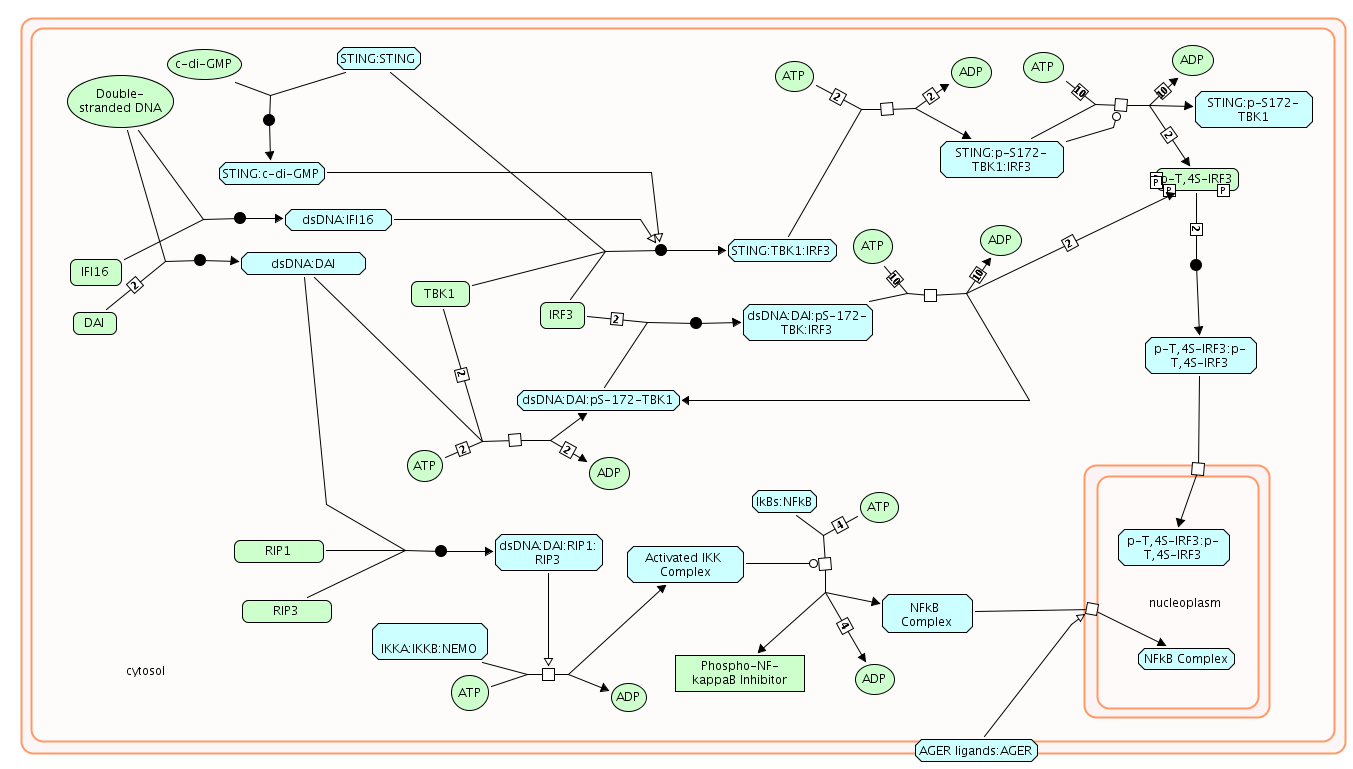 c-di-GMP
STING:STING
ATP
ADP
ATP
ADP
Double-
stranded DNA
2
2
10
10
STING:p-S172-
TBK1
2
STING:p-S172-
TBK1:IRF3
STING:c-di-GMP
p-T,4S-IRF3
P
P
P
dsDNA:IFI16
2
STING:TBK1:IRF3
ATP
ADP
2
IFI16
dsDNA:DAI
2
10
10
TBK1
DAI
IRF3
2
dsDNA:DAI:pS-172-
TBK:IRF3
p-T,4S-IRF3:p-
T,4S-IRF3
2
dsDNA:DAI:pS-172-TBK1
2
2
ATP
ADP
IkBs:NFkB
ATP
4
RIP1
dsDNA:DAI:RIP1:
RIP3
Activated IKK
Complex
p-T,4S-IRF3:p-
T,4S-IRF3
RIP3
NFkB
Complex
nucleoplasm
4
IKKA:IKKB:NEMO
NFkB Complex
cytosol
Phospho-NF-
kappaB Inhibitor
ATP
ADP
ADP
AGER ligands:AGER